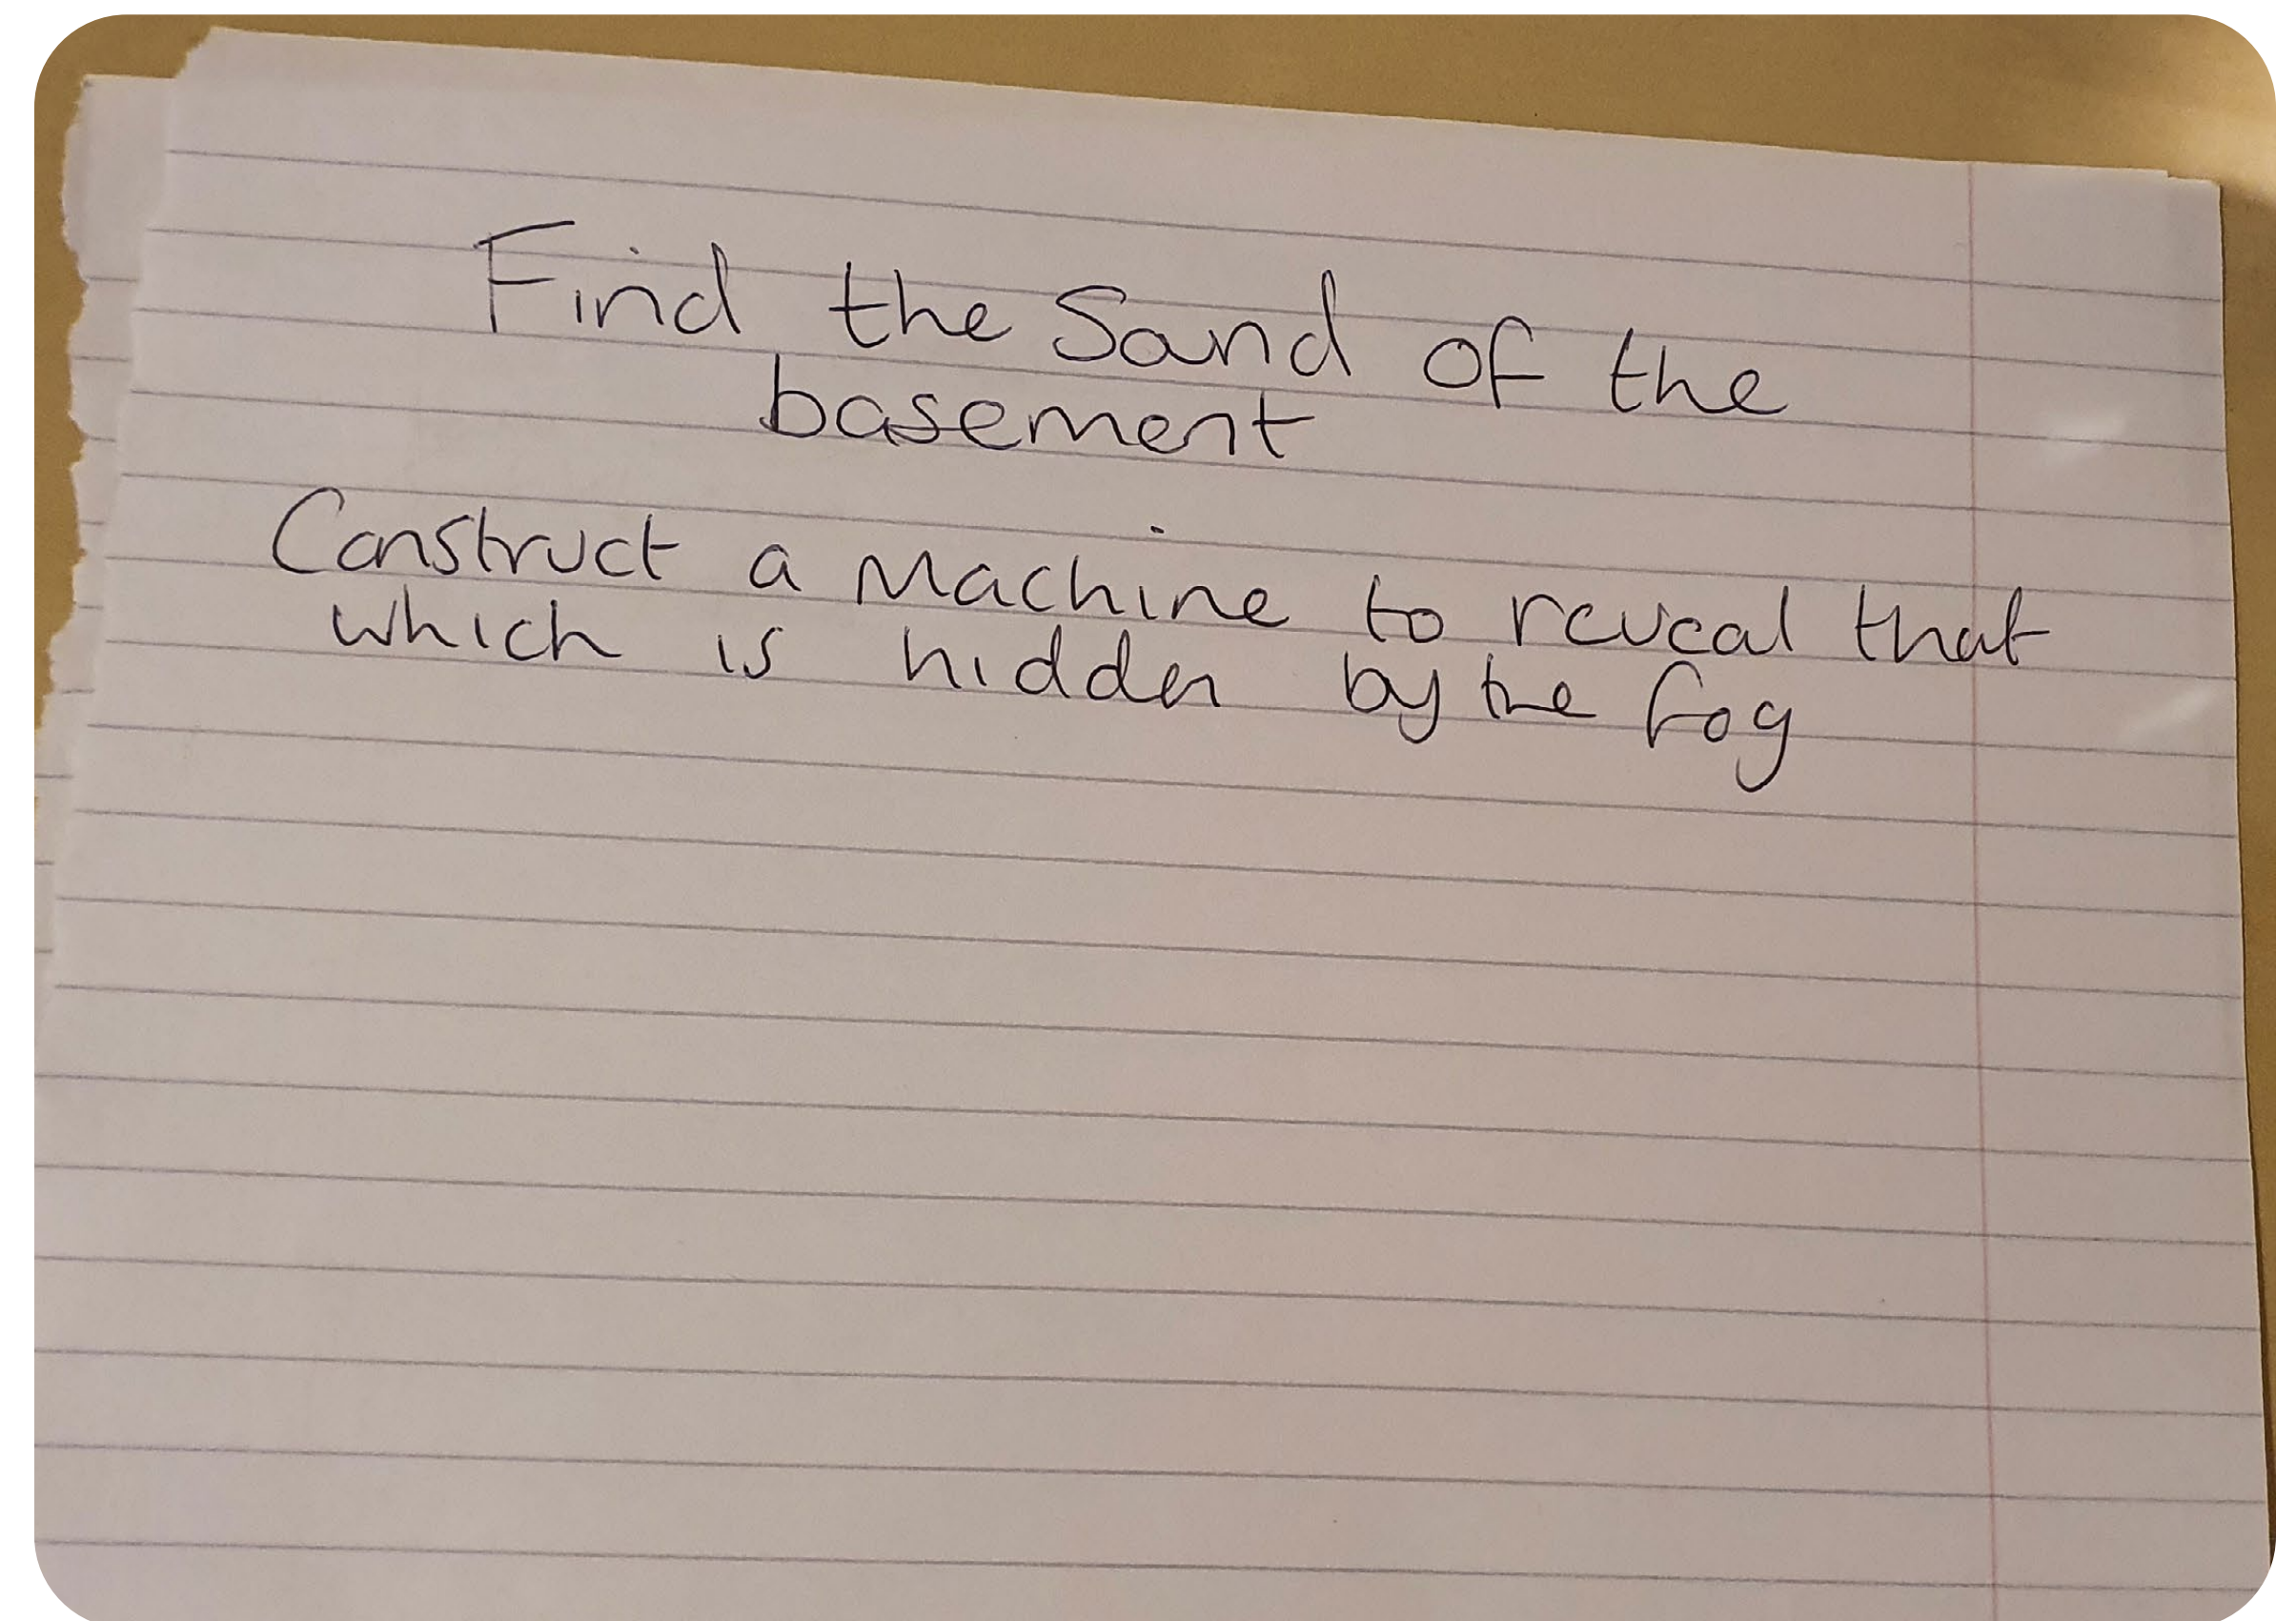 Find the Sand of the
basement
Construct a Machine to reveal that
which is hidden by the fog